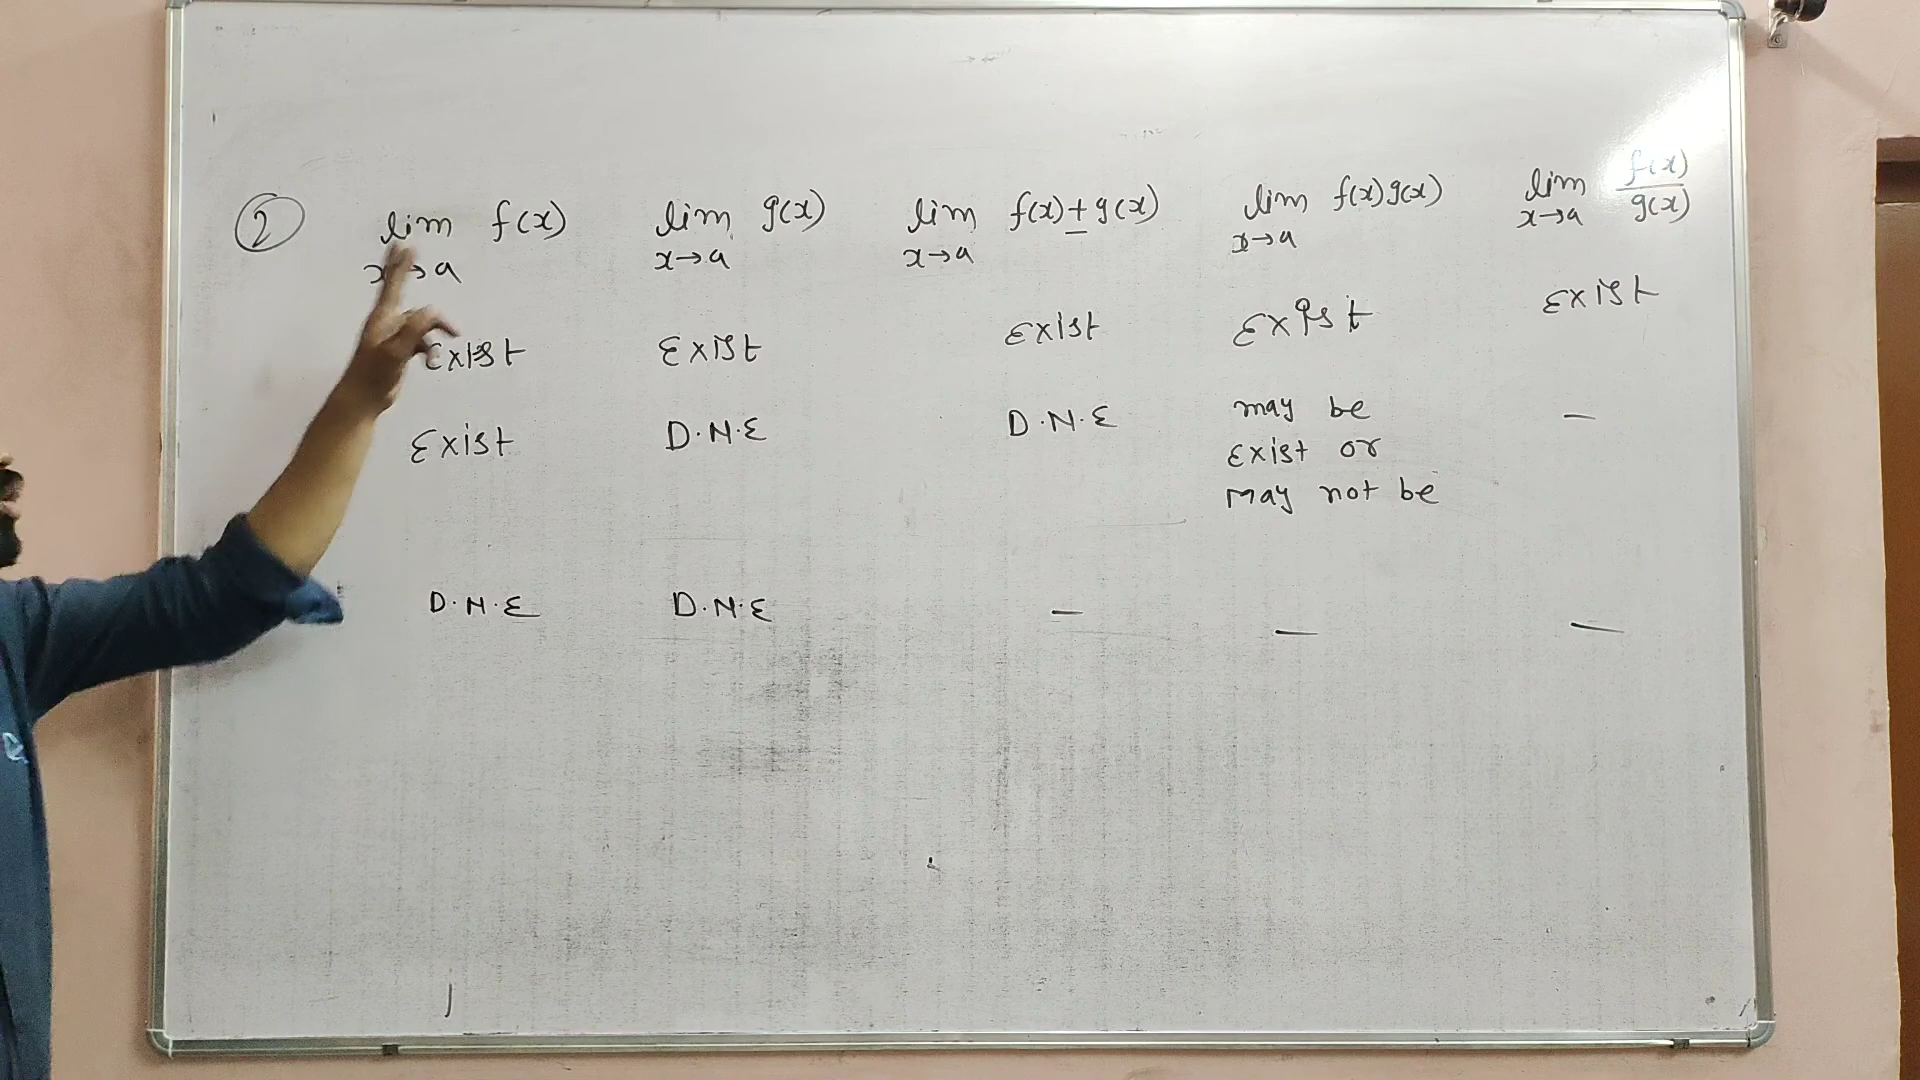 ② lim x→a f(x) lim x→a g(x) lim x→a f(x) ± g(x) lim x→a f(x)g(x) lim x→a f(x)/g(x)
Exist Exist Exist Exist Exist
Exist D.N.E D.N.E may be —
exist or
may not be
D.N.E D.N.E — — —